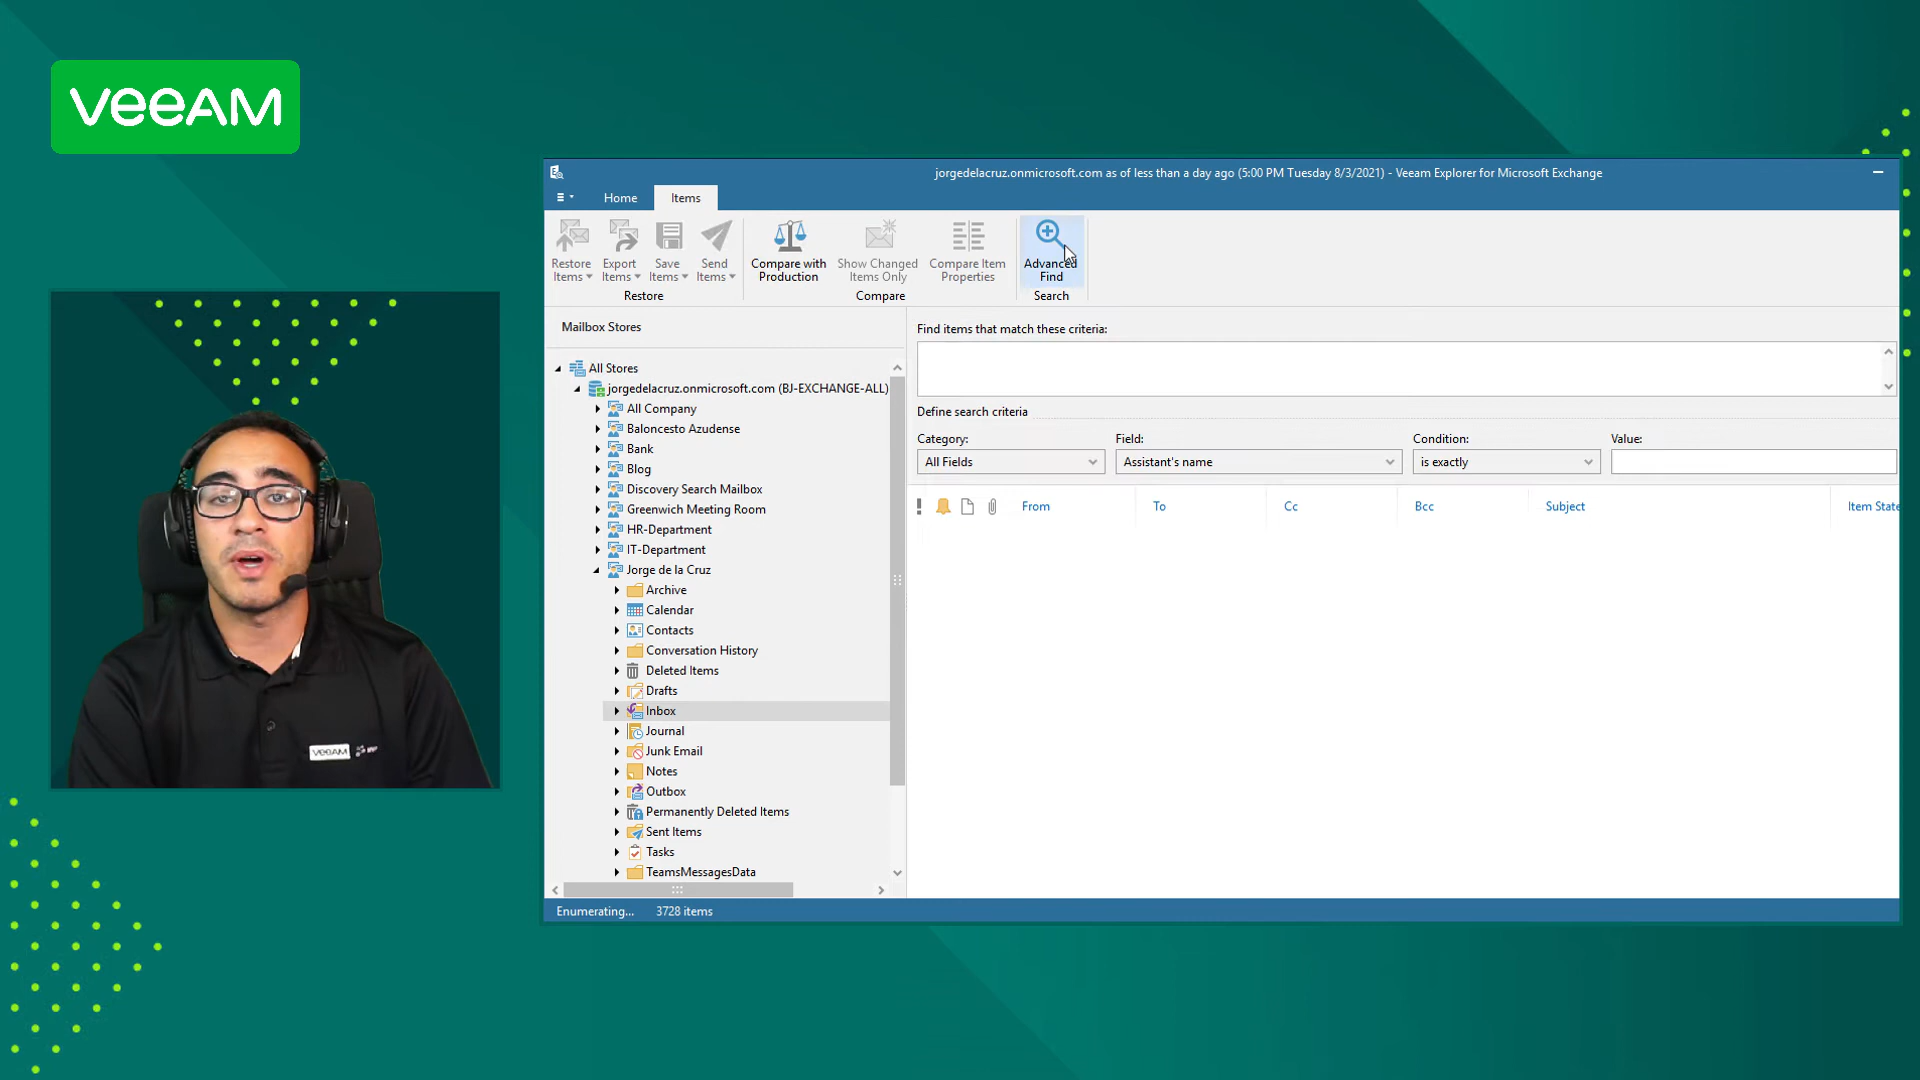 veeAM
jorgedelacruz.onmicrosoft.com as of less than a day ago (5:00 PM Tuesday 8/3/2021) - Veeam Explorer for Microsoft Exchange
Home Items
Restore Items
Export Items
Save Items
Send Items
Restore
Compare with Production
Show Changed Items Only
Compare Item Properties
Compare
Advanced Find
Search
Mailbox Stores
All Stores
jorgedelacruz.onmicrosoft.com (BJ-EXCHANGE-ALL)
All Company
Baloncesto Azudense
Bank
Blog
Discovery Search Mailbox
Greenwich Meeting Room
HR-Department
IT-Department
Jorge de la Cruz
Archive
Calendar
Contacts
Conversation History
Deleted Items
Drafts
Inbox
Journal
Junk Email
Notes
Outbox
Permanently Deleted Items
Sent Items
Tasks
TeamsMessagesData
Find items that match these criteria:
Define search criteria
Category: Field: Condition: Value:
All Fields Assistant's name is exactly
From To Cc Bcc Subject Item State
Enumerating... 3728 items
veeAM